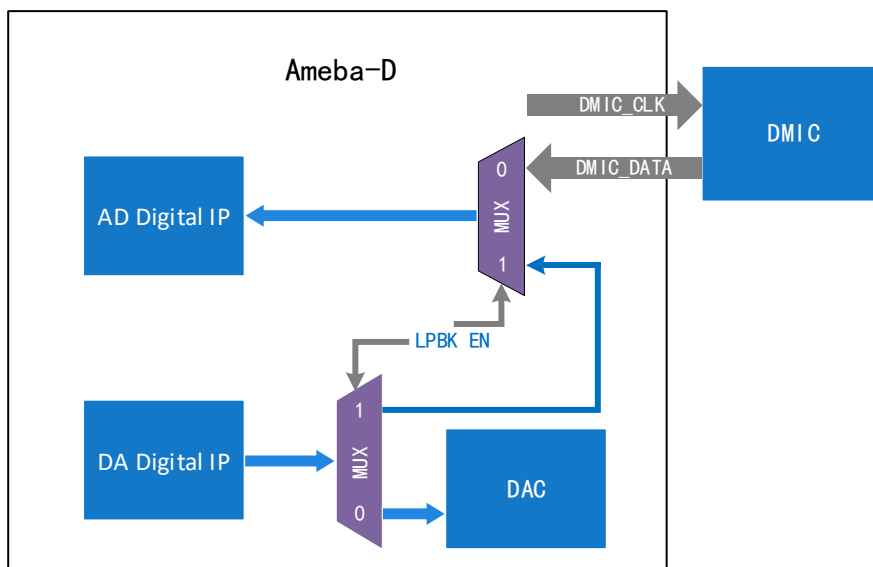 Ameba-D
DMIC_CLK
DMIC
DMIC_DATA
0
MUX
1
AD Digital IP
LPBK EN
1
MUX
0
DA Digital IP
DAC